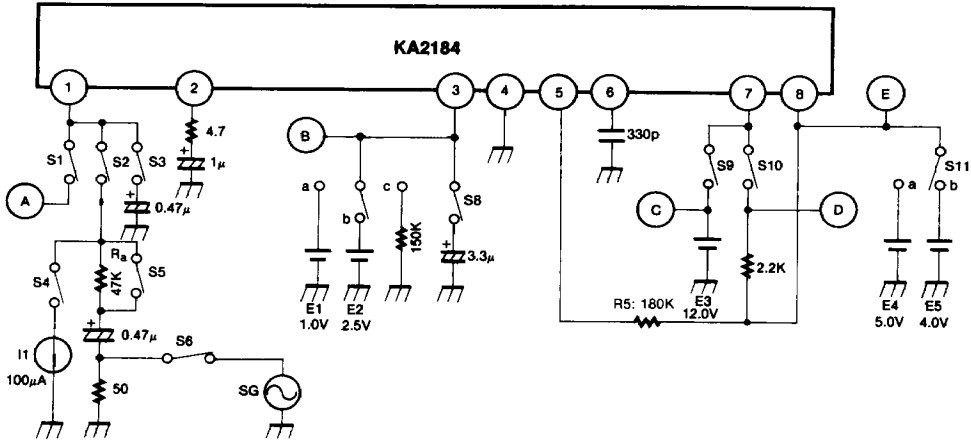 KA2184
1
2
3
4
5
6
7
8
E
4.7
+
1μ
B
330p
S1
S2
S3
A
+
0.47μ
a
b
c
150K
S8
+
3.3μ
S9
S10
C
D
S11
a
b
Ra
47K
S5
S4
E1
1.0V
E2
2.5V
2.2K
R5: 180K
E3
12.0V
E4
5.0V
E5
4.0V
+
0.47μ
S6
I1
100μA
50
SG